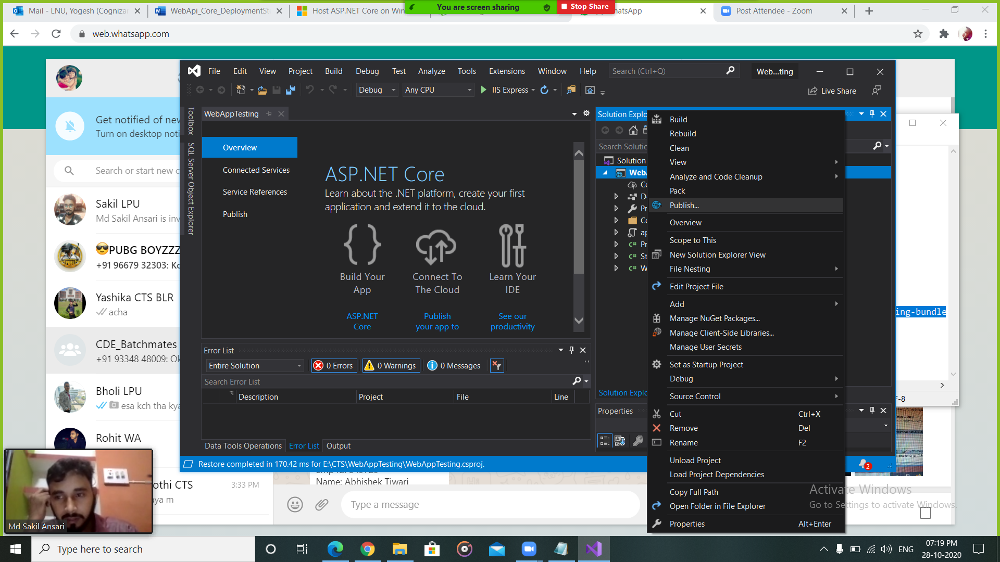 Mail - LNU, Yogesh (Cognizan
WebApi_Core_DeploymentSte
Host ASP.NET Core on Win
You are screen sharing
Stop Share
WhatsApp
Post Attendee - Zoom
web.whatsapp.com
File Edit View Project Build Debug Test Analyze Tools Extensions Window Help
Search (Ctrl+Q)
Web...ting
Debug
Any CPU
IIS Express
Live Share
Get notified of new
Turn on desktop noti
Search or start new c
Sakil LPU
Md Sakil Ansari is inv
😎PUBG BOYZZZ
+91 96679 32303: Ko
Yashika CTS BLR
acha
CDE_Batchmates
+91 93348 48009: Ok
Bholi LPU
esa kch tha kya
Rohit WA
othi CTS
3:33 PM
ya m
Md Sakil Ansari
Toolbox
SQL Server Object Explorer
WebAppTesting
Overview
Connected Services
Service References
Publish
ASP.NET Core
Learn about the .NET platform, create your first
application and extend it to the cloud.
Build Your
App
Connect To
The Cloud
Learn Your
IDE
ASP.NET
Core
Publish
your app to
See our
productivity
Error List
Entire Solution
0 Errors
0 Warnings
0 Messages
Search Error List
Description
Project
File
Line
Data Tools Operations
Error List
Output
Restore completed in 170.42 ms for E:\CTS\WebAppTesting\WebAppTesting.csproj.
Name: Abhishek Tiwari
Type a message
Solution Explo
Search Solutio
Solution
WebA
Co
D
Pr
Co
ap
C# Pr
C# St
C# W
Solution Explo
Properties
Build
Rebuild
Clean
View
Analyze and Code Cleanup
Pack
Publish...
Overview
Scope to This
New Solution Explorer View
File Nesting
Edit Project File
Add
Manage NuGet Packages...
Manage Client-Side Libraries...
Manage User Secrets
Set as Startup Project
Debug
Source Control
Cut Ctrl+X
Remove Del
Rename F2
Unload Project
Load Project Dependencies
Copy Full Path
Open Folder in File Explorer
Properties Alt+Enter
ing-bundle
F-8
2
Activate Windows
Go to Settings to activate Windows.
Type here to search
ENG
07:19 PM
28-10-2020